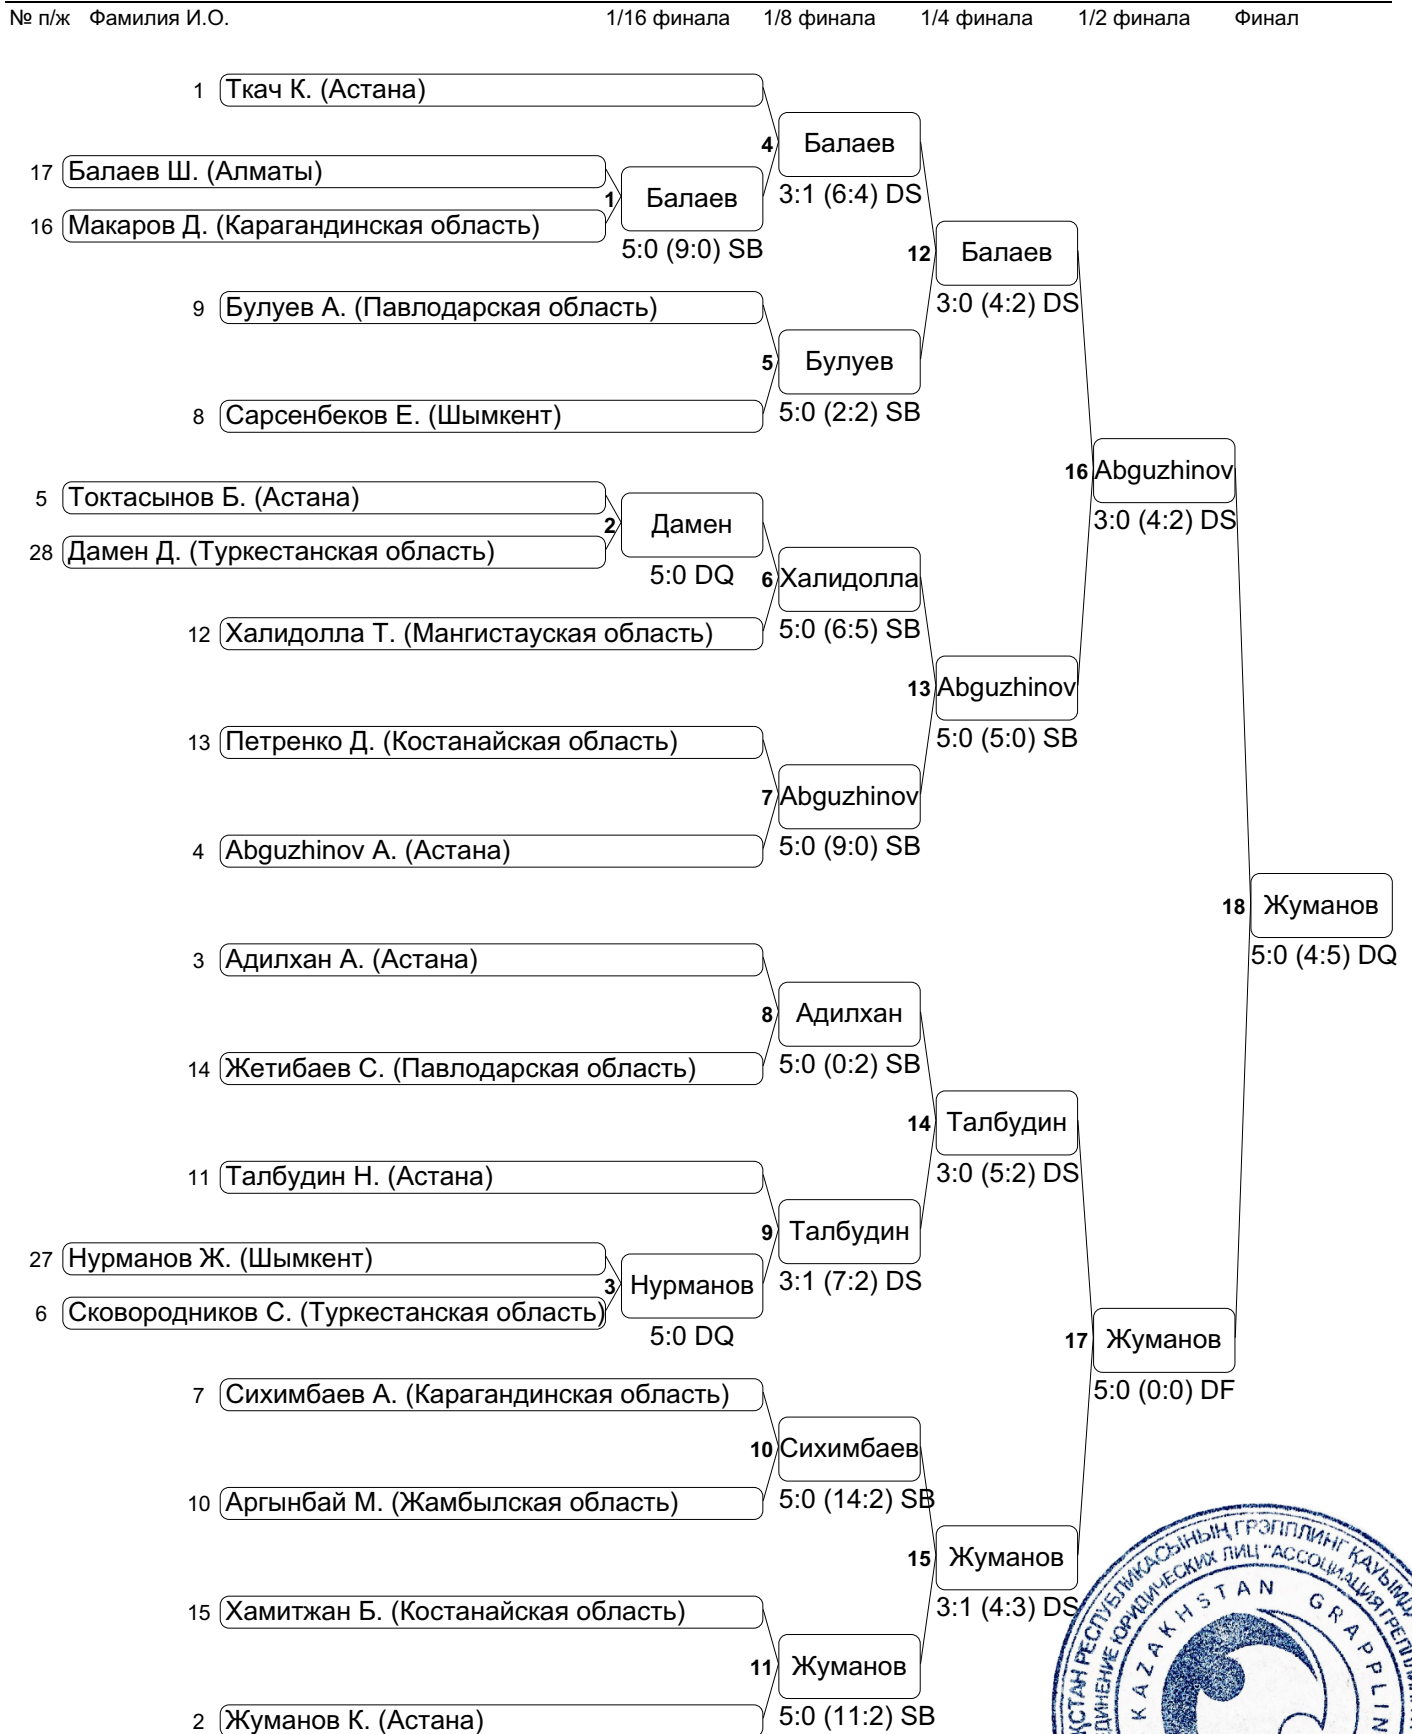 № п/ж Фамилия И.О. 1/16 финала 1/8 финала 1/4 финала 1/2 финала Финал
1 Ткач К. (Астана)
4 Балаев
3:1 (6:4) DS
17 Балаев Ш. (Алматы)
1 Балаев
16 Макаров Д. (Карагандинская область)
5:0 (9:0) SB
12 Балаев
3:0 (4:2) DS
9 Булуев А. (Павлодарская область)
5 Булуев
8 Сарсенбеков Е. (Шымкент)
5:0 (2:2) SB
16 Abguzhinov
3:0 (4:2) DS
5 Токтасынов Б. (Астана)
2 Дамен
28 Дамен Д. (Туркестанская область)
5:0 DQ
6 Халидолла
12 Халидолла Т. (Мангистауская область)
5:0 (6:5) SB
13 Abguzhinov
5:0 (5:0) SB
13 Петренко Д. (Костанайская область)
7 Abguzhinov
4 Abguzhinov А. (Астана)
5:0 (9:0) SB
18 Жуманов
5:0 (4:5) DQ
3 Адилхан А. (Астана)
8 Адилхан
14 Жетибаев С. (Павлодарская область)
5:0 (0:2) SB
14 Талбудин
3:0 (5:2) DS
11 Талбудин Н. (Астана)
9 Талбудин
3:1 (7:2) DS
27 Нурманов Ж. (Шымкент)
3 Нурманов
6 Сковородников С. (Туркестанская область)
5:0 DQ
17 Жуманов
5:0 (0:0) DF
7 Сихимбаев А. (Карагандинская область)
10 Сихимбаев
10 Аргынбай М. (Жамбылская область)
5:0 (14:2) SB
15 Жуманов
3:1 (4:3) DS
15 Хамитжан Б. (Костанайская область)
11 Жуманов
2 Жуманов К. (Астана)
5:0 (11:2) SB
ГРЭППЛИНГ
ЮРИДИЧЕСКИХ ЛИЦ "АССОЦИАЦИЯ
KAZAKHSTAN